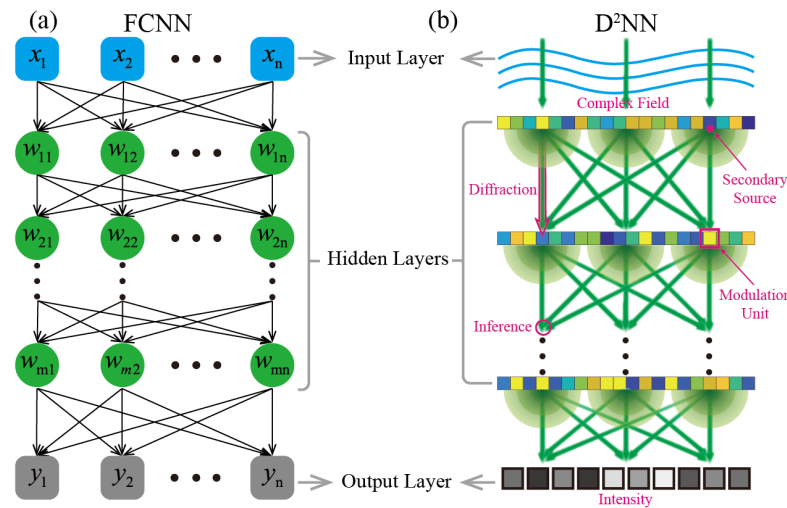 (a) FCNN
(b) D²NN
x₁ x₂ • • • xₙ
Input Layer
Complex Field
w₁₁ w₁₂ • • • w₁ₙ
Secondary
Source
Diffraction
w₂₁ w₂₂ • • • w₂ₙ
Hidden Layers
Modulation
Unit
Inference
wₘ₁ wₘ₂ • • • wₘₙ
y₁ y₂ • • • yₙ
Output Layer
Intensity